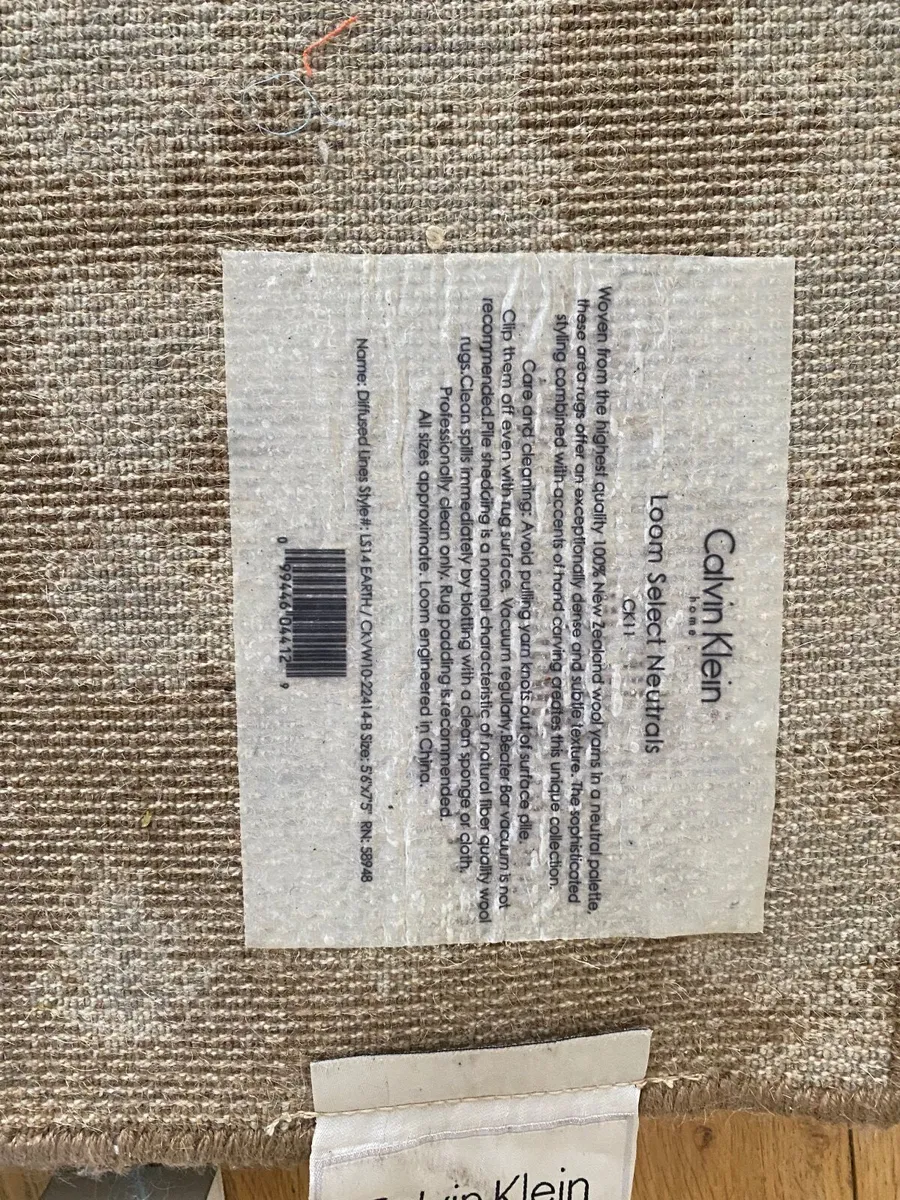 Calvin Klein
home
Loom Select Neutrals
CK11
Woven from the highest quality 100% New Zealand wool yarns in a neutral palette,
these area rugs offer an exceptionally dense and subtle texture. The sophisticated
styling combined with accents of hand carving creates this unique collection.
Care and cleaning: Avoid pulling yarn knots out of surface pile.
Clip them off even with rug surface. Vacuum regularly.Beater Bar vacuum is not
recommended.Pile shedding is a normal characteristic of natural fiber quality wool
rugs.Clean spills immediately by blotting with a clean sponge or cloth.
Professionally clean only. Rug padding is recommended.
All sizes approximate. Loom engineered in China.
Name: Diffused Lines Style#: LS14 EARTH / CKVW10-22414-B Size: 5'6"x7'5" RN: 58948
0 99446 04412 9
Calvin Klein